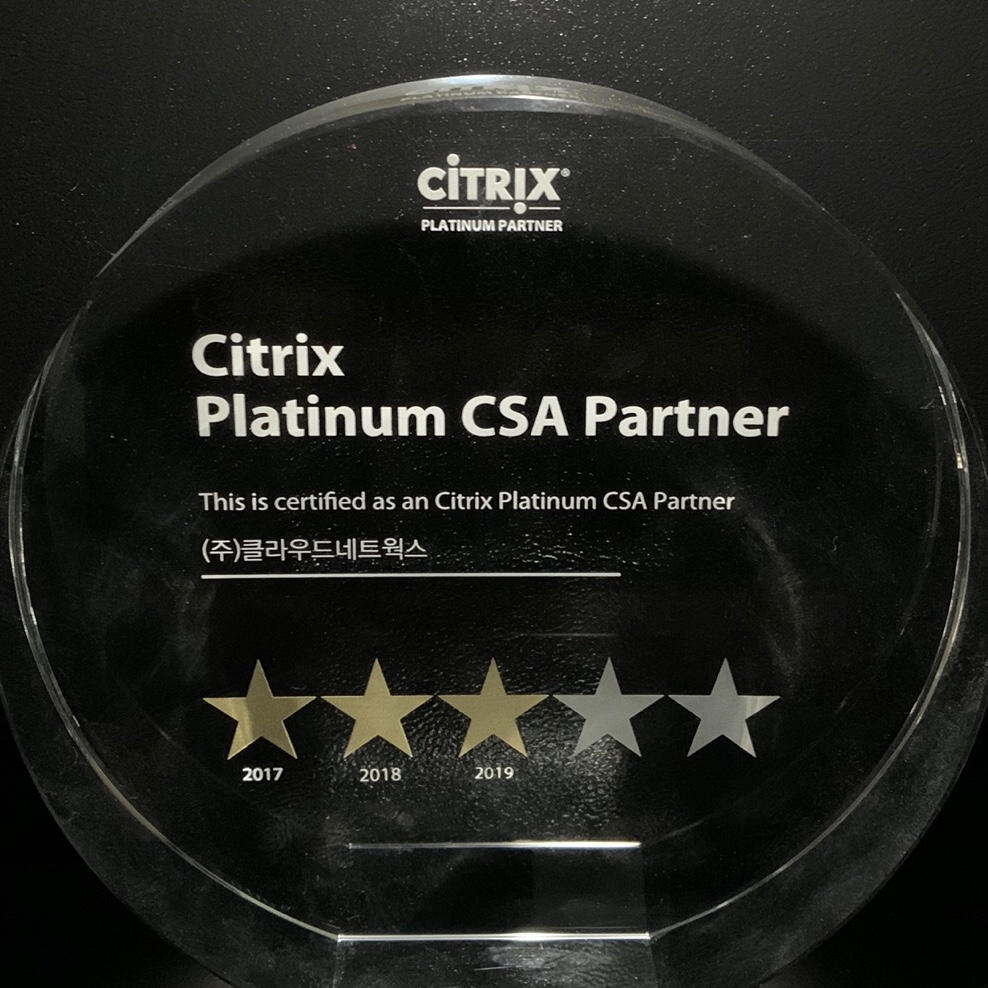 CiTRiX®
PLATINUM PARTNER
Citrix
Platinum CSA Partner
This is certified as an Citrix Platinum CSA Partner
(주)클라우드네트웍스
2017 2018 2019